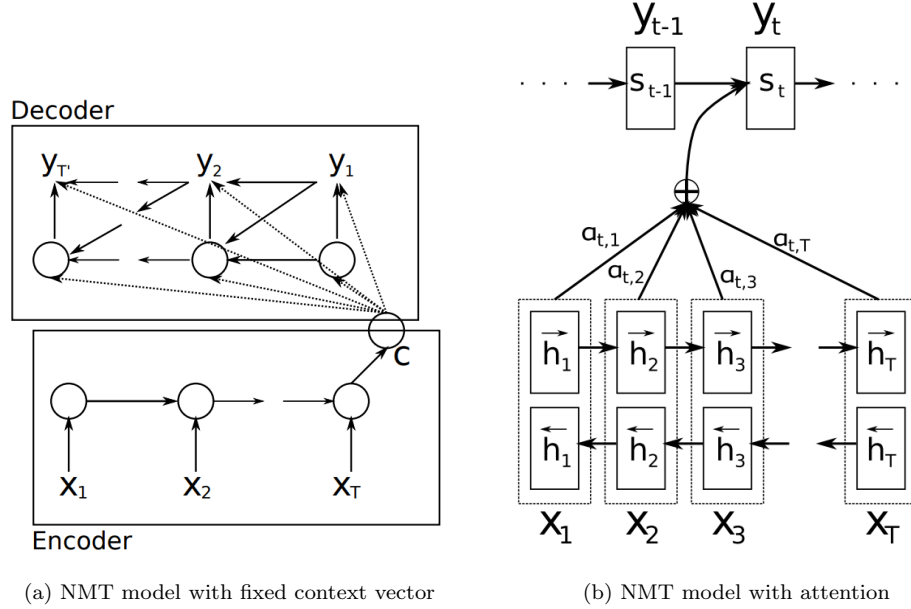 Decoder
y_T' y_2 y_1
c
x_1 x_2 x_T
Encoder
(a) NMT model with fixed context vector
y_t-1 y_t
. . . s_t-1 s_t . . .
a_t,1 a_t,2 a_t,3 a_t,T
h_1 h_2 h_3 h_T
h_1 h_2 h_3 h_T
x_1 x_2 x_3 x_T
(b) NMT model with attention